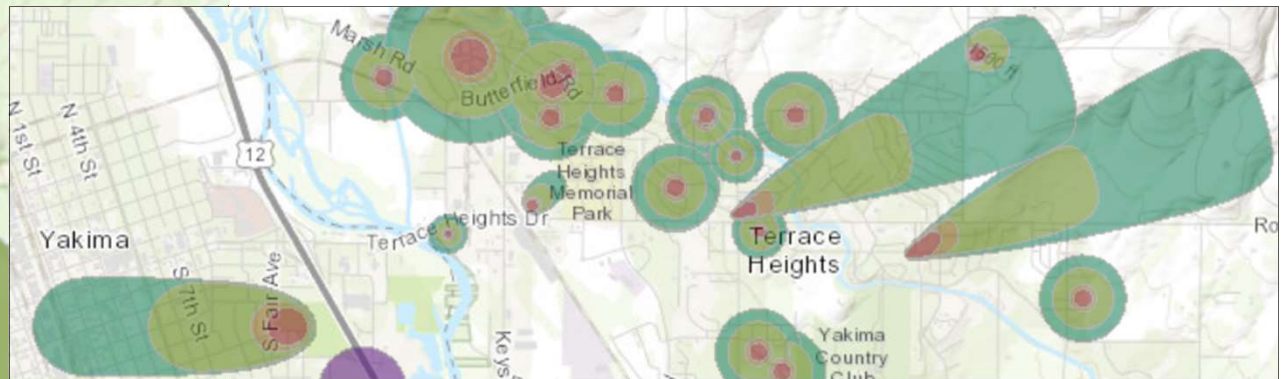 Marsh Rd
1500 ft
Butterfield Rd
N 1st St
N 4th St
12
Terrace
Heights
Memorial
Park
Terrace Heights Dr
Yakima
Terrace
Heights
Ro
S 7th St
S Fair Ave
Keys
Yakima
Country
Club